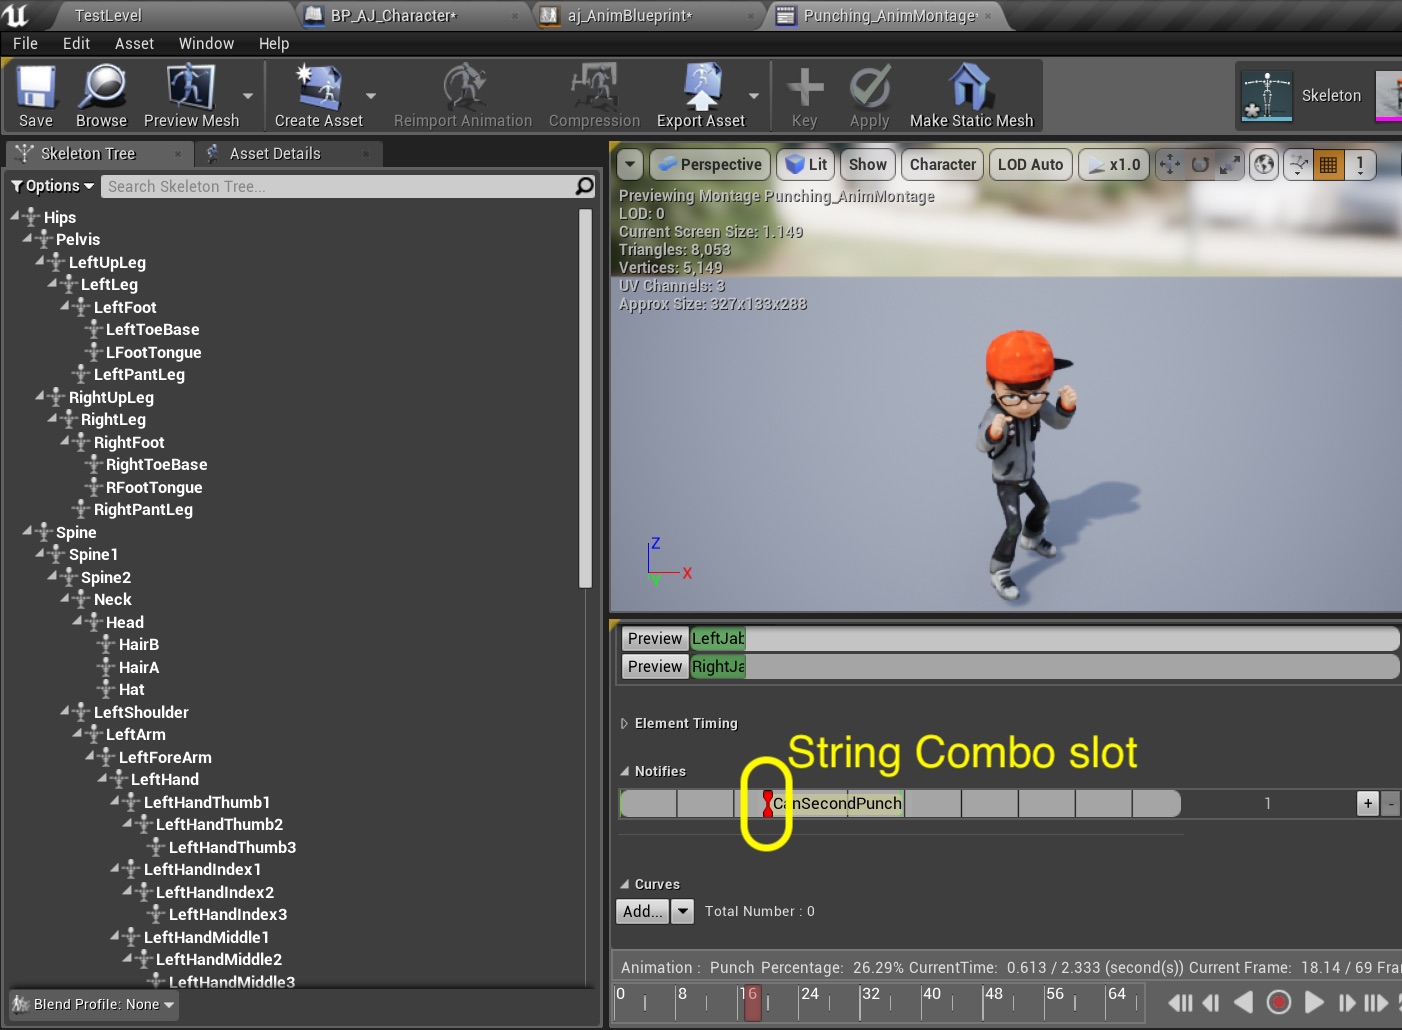 TestLevel
BP_AJ_Character*
aj_AnimBlueprint*
Punching_AnimMontage*
File Edit Asset Window Help
Save Browse Preview Mesh Create Asset Reimport Animation Compression Export Asset Key Apply Make Static Mesh Skeleton
Skeleton Tree Asset Details
Options Search Skeleton Tree...
Hips
Pelvis
LeftUpLeg
LeftLeg
LeftFoot
LeftToeBase
LFootTongue
LeftPantLeg
RightUpLeg
RightLeg
RightFoot
RightToeBase
RFootTongue
RightPantLeg
Spine
Spine1
Spine2
Neck
Head
HairB
HairA
Hat
LeftShoulder
LeftArm
LeftForeArm
LeftHand
LeftHandThumb1
LeftHandThumb2
LeftHandThumb3
LeftHandIndex1
LeftHandIndex2
LeftHandIndex3
LeftHandMiddle1
LeftHandMiddle2
LeftHandMiddle3
Blend Profile: None
Perspective Lit Show Character LOD Auto x1.0 1
Previewing Montage Punching_AnimMontage
LOD: 0
Current Screen Size: 1.149
Triangles: 8,053
Vertices: 5,149
UV Channels: 3
Approx Size: 327x133x288
Z
X
Y
Preview LeftJab
Preview RightJa
Element Timing
String Combo slot
Notifies
CanSecondPunch 1 + -
Curves
Add... Total Number : 0
Animation : Punch Percentage: 26.29% CurrentTime: 0.613 / 2.333 (second(s)) Current Frame: 18.14 / 69 Fra
0 8 16 24 32 40 48 56 64